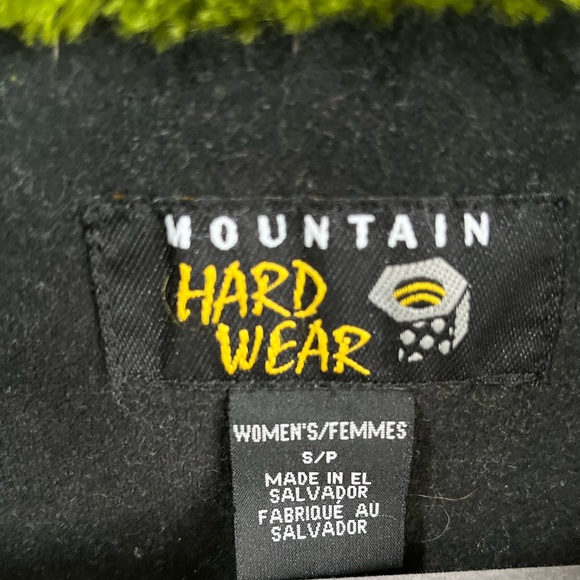 MOUNTAIN
HARD
WEAR
WOMEN'S/FEMMES
S/P
MADE IN EL
SALVADOR
FABRIQUÉ AU
SALVADOR